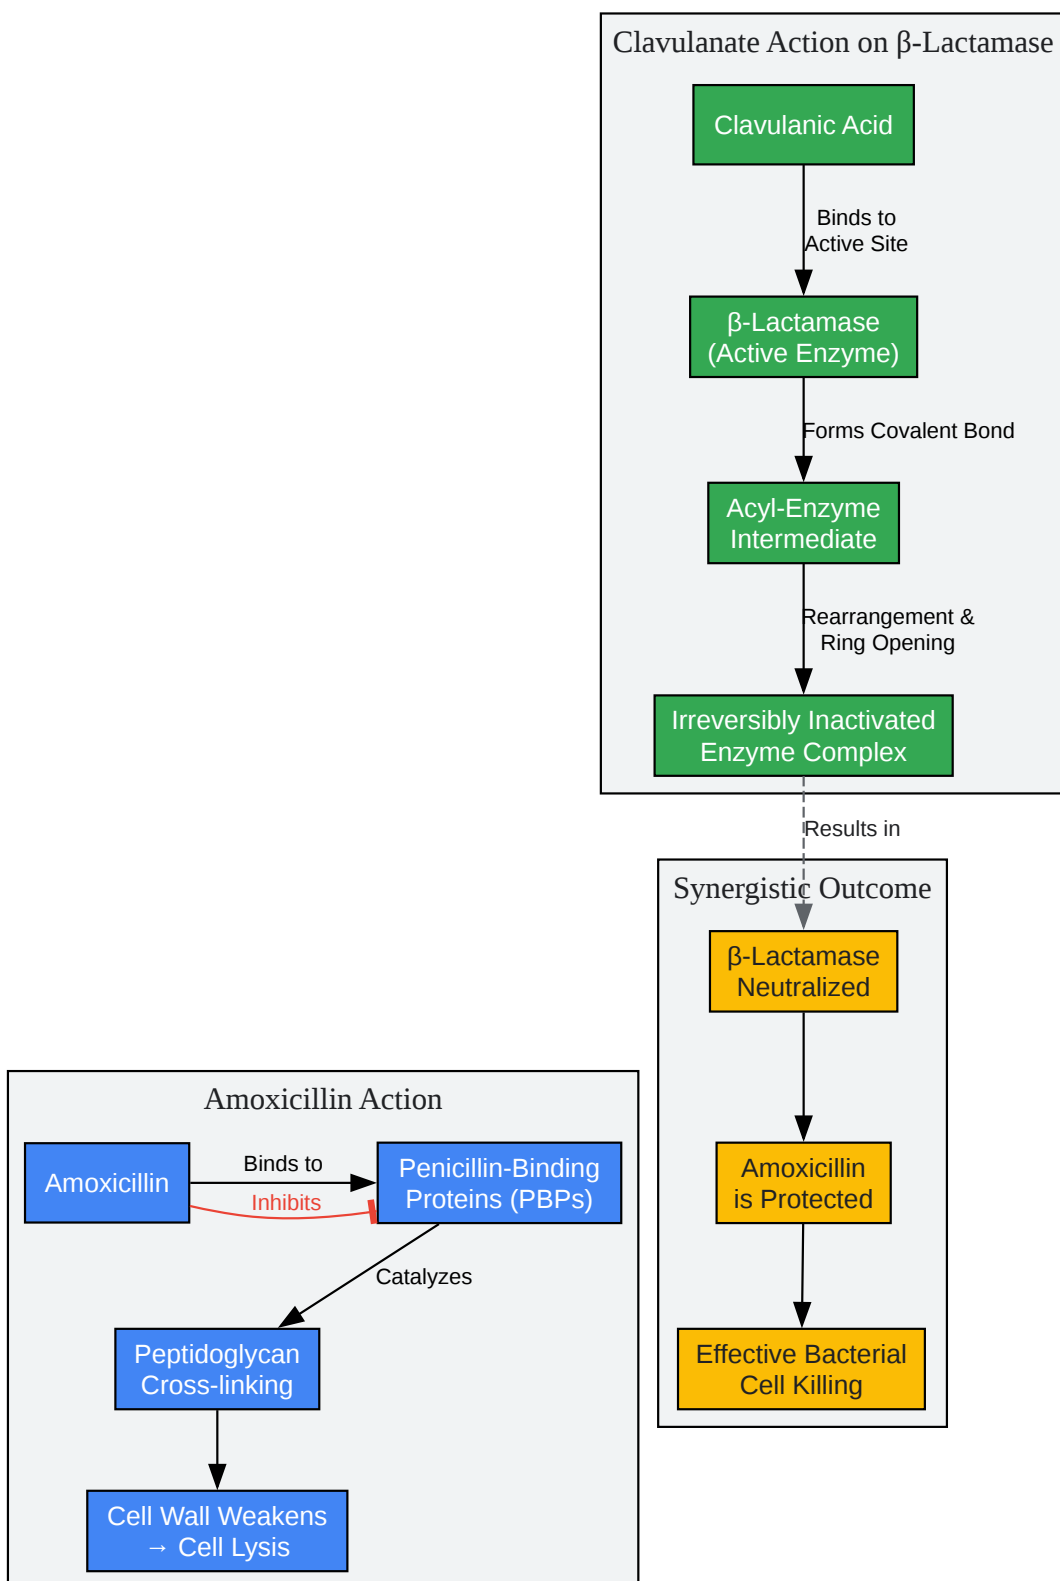 Clavulanate Action on β-Lactamase
Clavulanic Acid
Binds to
Active Site
β-Lactamase
(Active Enzyme)
Forms Covalent Bond
Acyl-Enzyme
Intermediate
Rearrangement &
Ring Opening
Irreversibly Inactivated
Enzyme Complex
Results in
Synergistic Outcome
β-Lactamase
Neutralized
Amoxicillin
is Protected
Effective Bacterial
Cell Killing
Amoxicillin Action
Amoxicillin
Binds to
Inhibits
Penicillin-Binding
Proteins (PBPs)
Catalyzes
Peptidoglycan
Cross-linking
Cell Wall Weakens
→ Cell Lysis